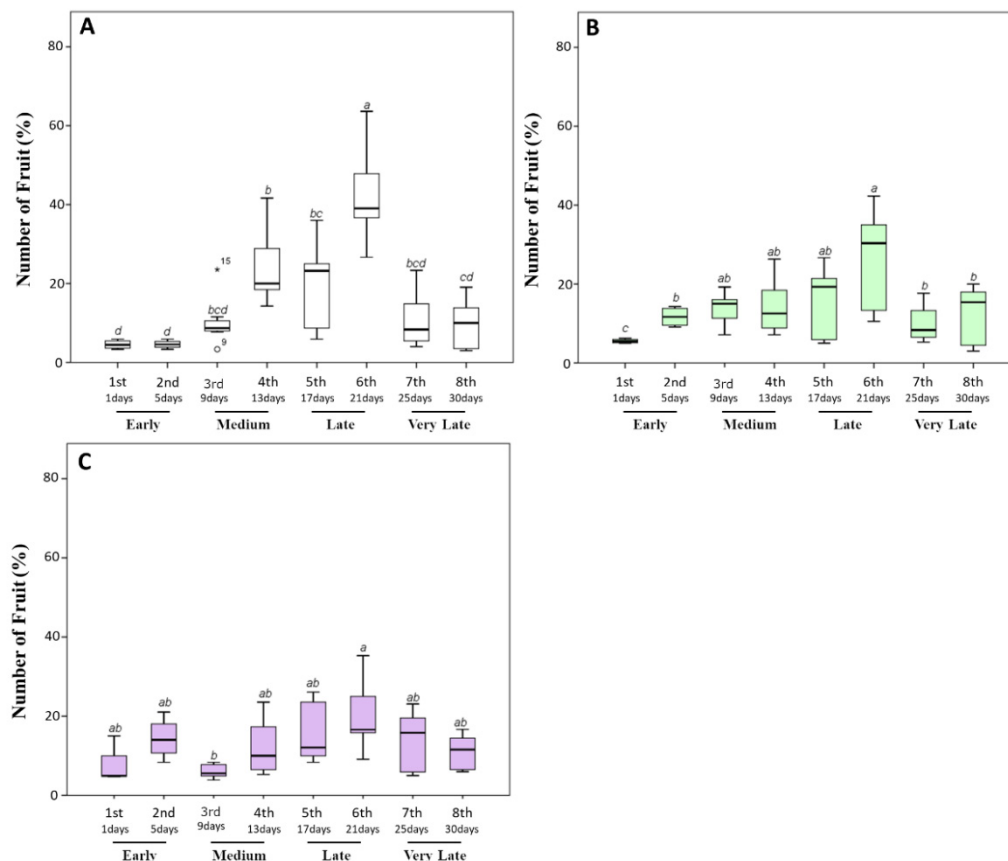 A
Number of Fruit (%)
80
60
40
20
0
d
d
bcd
*15
9
b
bc
a
bcd
cd
1st 2nd 3rd 4th 5th 6th 7th 8th
1days 5days 9days 13days 17days 21days 25days 30days
Early Medium Late Very Late
B
Number of Fruit (%)
80
60
40
20
0
c
b
ab
ab
ab
a
b
b
1st 2nd 3rd 4th 5th 6th 7th 8th
1days 5days 9days 13days 17days 21days 25days 30days
Early Medium Late Very Late
C
Number of Fruit (%)
80
60
40
20
0
ab
ab
b
ab
ab
a
ab
ab
1st 2nd 3rd 4th 5th 6th 7th 8th
1days 5days 9days 13days 17days 21days 25days 30days
Early Medium Late Very Late